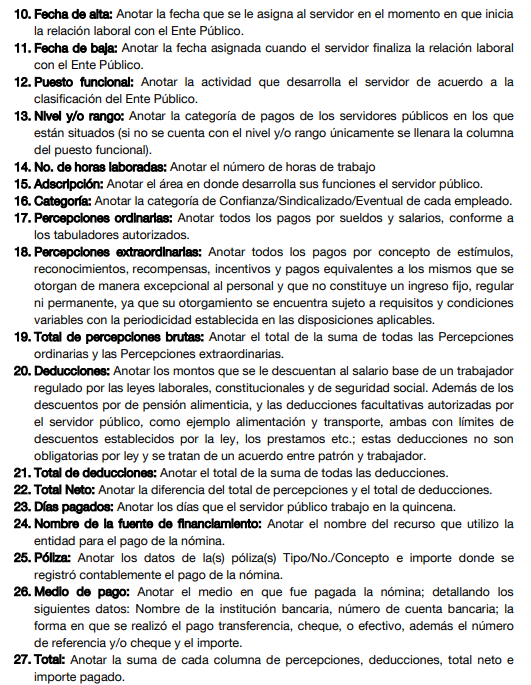 10. Fecha de alta: Anotar la fecha que se le asigna al servidor en el momento en que inicia
la relación laboral con el Ente Público.
11. Fecha de baja: Anotar la fecha asignada cuando el servidor finaliza la relación laboral
con el Ente Público.
12. Puesto funcional: Anotar la actividad que desarrolla el servidor de acuerdo a la
clasificación del Ente Público.
13. Nivel y/o rango: Anotar la categoría de pagos de los servidores públicos en los que
están situados (si no se cuenta con el nivel y/o rango únicamente se llenara la columna
del puesto funcional).
14. No. de horas laboradas: Anotar el número de horas de trabajo
15. Adscripción: Anotar el área en donde desarrolla sus funciones el servidor público.
16. Categoría: Anotar la categoría de Confianza/Sindicalizado/Eventual de cada empleado.
17. Percepciones ordinarias: Anotar todos los pagos por sueldos y salarios, conforme a
los tabuladores autorizados.
18. Percepciones extraordinarias: Anotar todos los pagos por concepto de estímulos,
reconocimientos, recompensas, incentivos y pagos equivalentes a los mismos que se
otorgan de manera excepcional al personal y que no constituye un ingreso fijo, regular
ni permanente, ya que su otorgamiento se encuentra sujeto a requisitos y condiciones
variables con la periodicidad establecida en las disposiciones aplicables.
19. Total de percepciones brutas: Anotar el total de la suma de todas las Percepciones
ordinarias y las Percepciones extraordinarias.
20. Deducciones: Anotar los montos que se le descuentan al salario base de un trabajador
regulado por las leyes laborales, constitucionales y de seguridad social. Además de los
descuentos por de pensión alimenticia, y las deducciones facultativas autorizadas por
el servidor público, como ejemplo alimentación y transporte, ambas con límites de
descuentos establecidos por la ley, los prestamos etc.; estas deducciones no son
obligatorias por ley y se tratan de un acuerdo entre patrón y trabajador.
21. Total de deducciones: Anotar el total de la suma de todas las deducciones.
22. Total Neto: Anotar la diferencia del total de percepciones y el total de deducciones.
23. Días pagados: Anotar los días que el servidor público trabajo en la quincena.
24. Nombre de la fuente de financiamiento: Anotar el nombre del recurso que utilizo la
entidad para el pago de la nómina.
25. Póliza: Anotar los datos de la(s) póliza(s) Tipo/No./Concepto e importe donde se
registró contablemente el pago de la nómina.
26. Medio de pago: Anotar el medio en que fue pagada la nómina; detallando los
siguientes datos: Nombre de la institución bancaria, número de cuenta bancaria; la
forma en que se realizó el pago transferencia, cheque, o efectivo, además el número
de referencia y/o cheque y el importe.
27. Total: Anotar la suma de cada columna de percepciones, deducciones, total neto e
importe pagado.